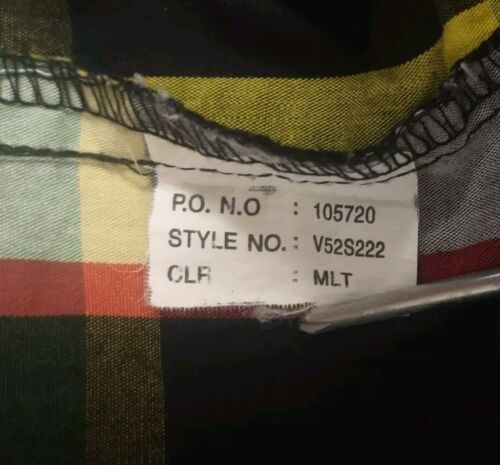 P.O. N.O : 105720
STYLE NO. : V52S222
CLR : MLT